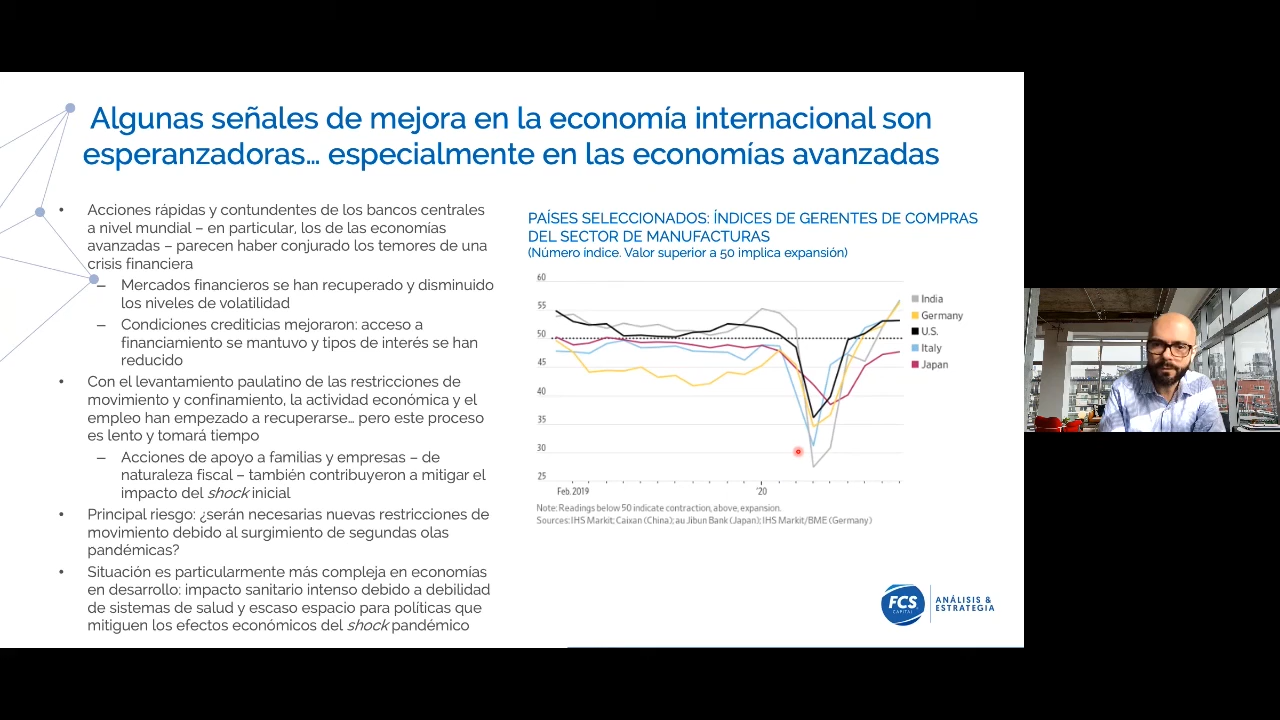 Algunas señales de mejora en la economía internacional son
esperanzadoras... especialmente en las economías avanzadas
• Acciones rápidas y contundentes de los bancos centrales
a nivel mundial – en particular, los de las economías
avanzadas – parecen haber conjurado los temores de una
crisis financiera
– Mercados financieros se han recuperado y disminuido
los niveles de volatilidad
– Condiciones crediticias mejoraron: acceso a
financiamiento se mantuvo y tipos de interés se han
reducido
• Con el levantamiento paulatino de las restricciones de
movimiento y confinamiento, la actividad económica y el
empleo han empezado a recuperarse... pero este proceso
es lento y tomará tiempo
– Acciones de apoyo a familias y empresas – de
naturaleza fiscal – también contribuyeron a mitigar el
impacto del shock inicial
• Principal riesgo: ¿serán necesarias nuevas restricciones de
movimiento debido al surgimiento de segundas olas
pandémicas?
• Situación es particularmente más compleja en economías
en desarrollo: impacto sanitario intenso debido a debilidad
de sistemas de salud y escaso espacio para políticas que
mitiguen los efectos económicos del shock pandémico
PAÍSES SELECCIONADOS: ÍNDICES DE GERENTES DE COMPRAS
DEL SECTOR DE MANUFACTURAS
(Número índice. Valor superior a 50 implica expansión)
60
55
50
45
40
35
30
25
Feb. 2019
'20
India
Germany
U.S.
Italy
Japan
Note: Readings below 50 indicate contraction, above, expansion.
Sources: IHS Markit; Caixan (China); au Jibun Bank (Japan); IHS Markit/BME (Germany)
FCS
CAPITAL
ANÁLISIS &
ESTRATEGIA